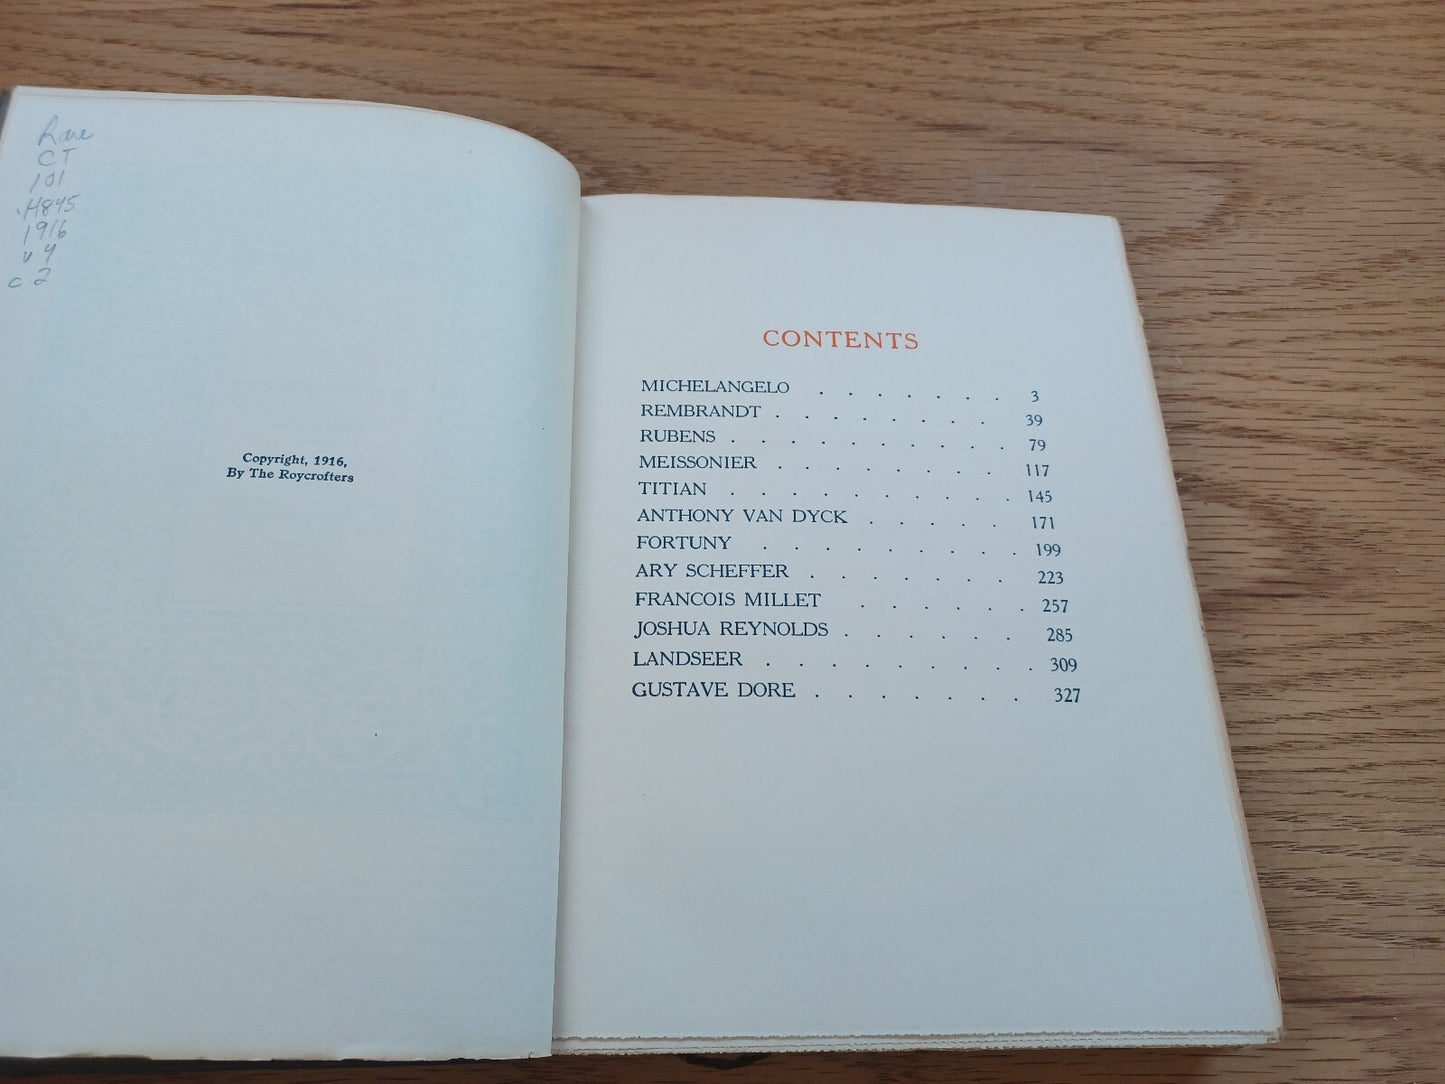 Rare
CT
101
.H845
1916
v 4
c.2
Copyright, 1916,
By The Roycrofters
CONTENTS
MICHELANGELO . . . . . . . 3
REMBRANDT . . . . . . . . 39
RUBENS . . . . . . . . . . 79
MEISSONIER . . . . . . . . 117
TITIAN . . . . . . . . . . 145
ANTHONY VAN DYCK . . . . . 171
FORTUNY . . . . . . . . . 199
ARY SCHEFFER . . . . . . . 223
FRANCOIS MILLET . . . . . . 257
JOSHUA REYNOLDS . . . . . . 285
LANDSEER . . . . . . . . . 309
GUSTAVE DORE . . . . . . . 327